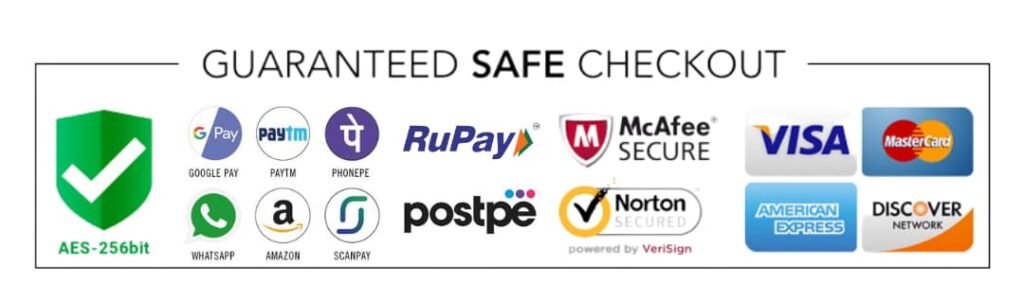 GUARANTEED SAFE CHECKOUT
AES-256bit
G Pay
GOOGLE PAY
paytm
PAYTM
पे
PHONEPE
WHATSAPP
a
AMAZON
S
SCANPAY
RuPay™
postpe
M
McAfee®
SECURE
Norton
SECURED
powered by VeriSign
VISA
MasterCard
AMERICAN
EXPRESS
DISCOVER
NETWORK